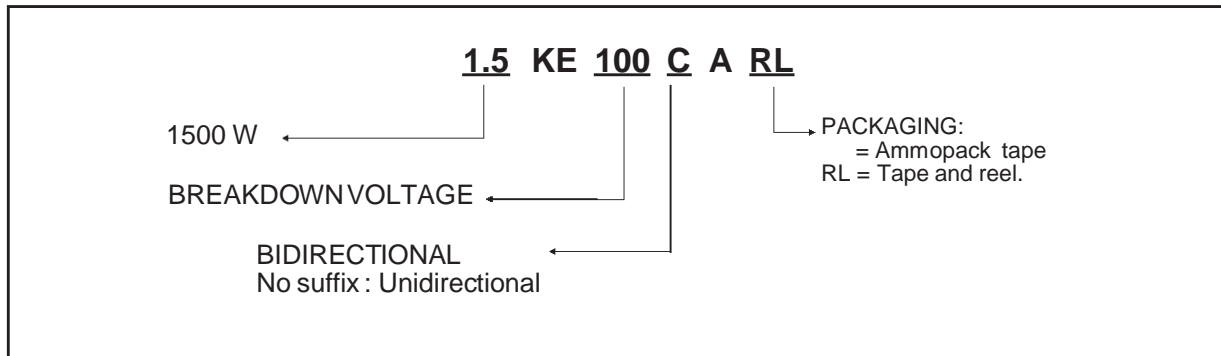 1.5 KE 100 C A RL
1500 W
PACKAGING:
= Ammopack tape
RL = Tape and reel.
BREAKDOWN VOLTAGE
BIDIRECTIONAL
No suffix : Unidirectional